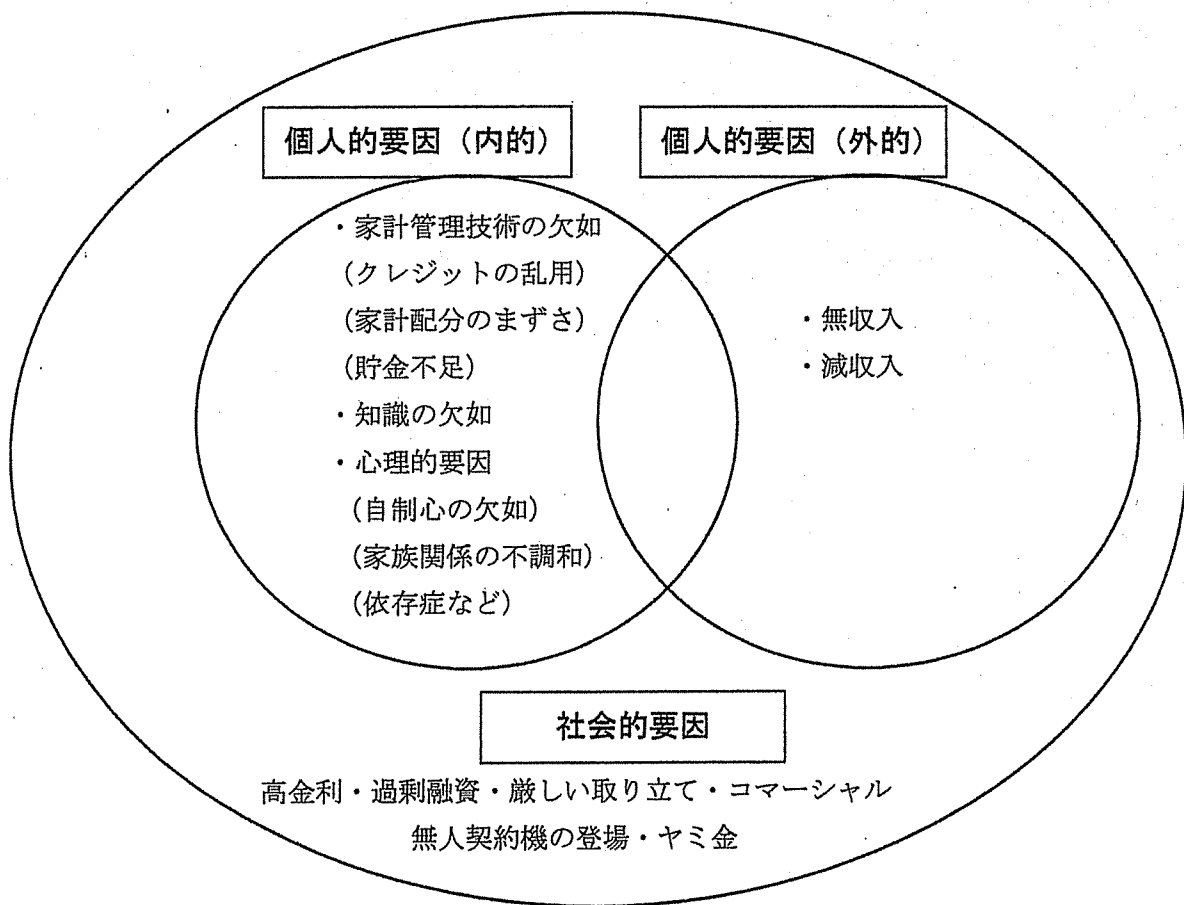 個人的要因（内的）
個人的要因（外的）
・家計管理技術の欠如
（クレジットの乱用）
（家計配分のまずさ）
（貯金不足）
・知識の欠如
・心理的要因
（自制心の欠如）
（家族関係の不調和）
（依存症など）
・無収入
・減収入
社会的要因
高金利・過剰融資・厳しい取り立て・コマーシャル
無人契約機の登場・ヤミ金